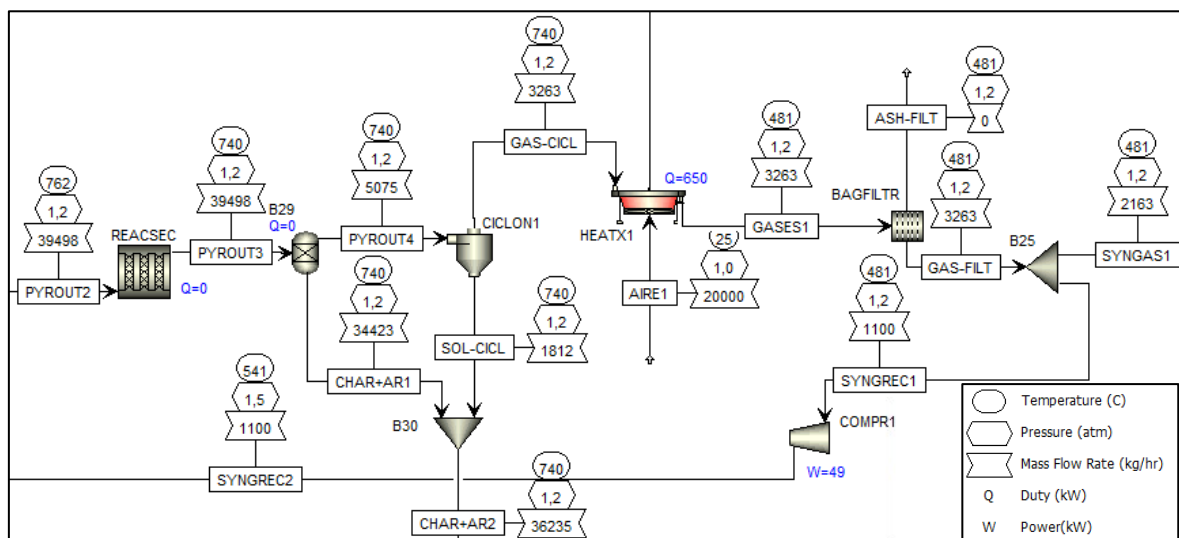 740
1,2
3263
GAS-CICL
762
1,2
39498
PYROUT2
REACSEC
Q=0
740
1,2
39498
PYROUT3
B29
Q=0
740
1,2
5075
PYROUT4
CICLON1
740
1,2
34423
CHAR+AR1
SOL-CICL
740
1,2
1812
B30
Q=650
HEATX1
AIRE1
25
1,0
20000
481
1,2
3263
GASES1
BAGFILTR
ASH-FILT
481
1,2
0
481
1,2
3263
GAS-FILT
B25
481
1,2
2163
SYNGAS1
481
1,2
1100
SYNGREC1
COMPR1
W=49
541
1,5
1100
SYNGREC2
CHAR+AR2
740
1,2
36235
Temperature (C)
Pressure (atm)
Mass Flow Rate (kg/hr)
Q Duty (kW)
W Power(kW)